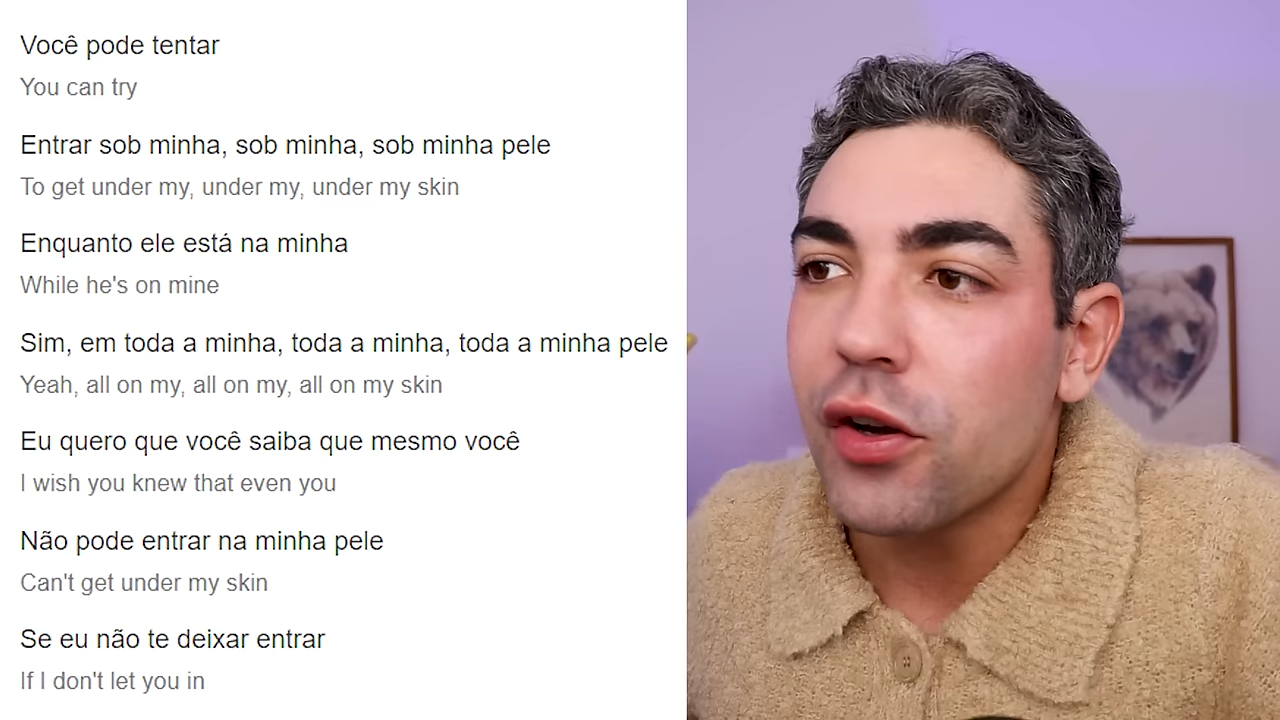 Você pode tentar
You can try
Entrar sob minha, sob minha, sob minha pele
To get under my, under my, under my skin
Enquanto ele está na minha
While he's on mine
Sim, em toda a minha, toda a minha, toda a minha pele
Yeah, all on my, all on my, all on my skin
Eu quero que você saiba que mesmo você
I wish you knew that even you
Não pode entrar na minha pele
Can't get under my skin
Se eu não te deixar entrar
If I don't let you in